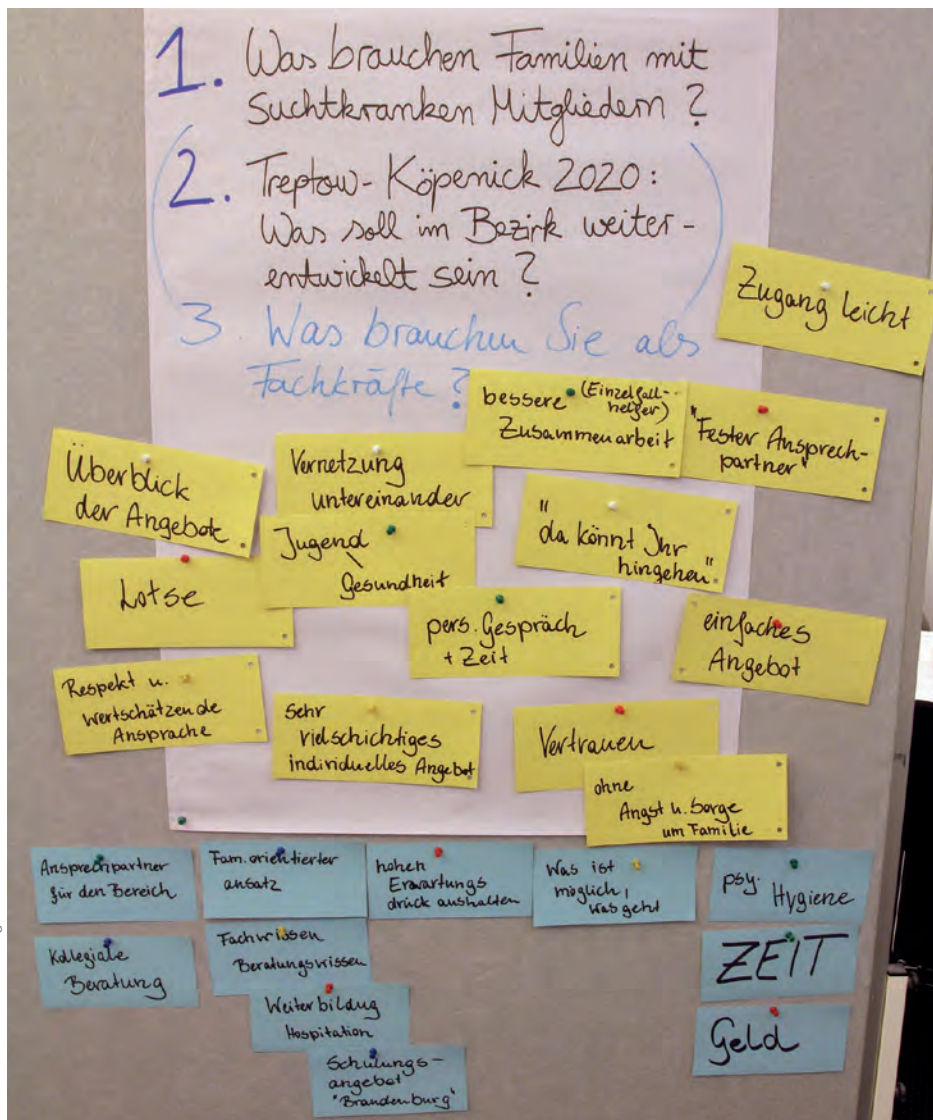 1. Was brauchen Familien mit
Suchtkranken Mitgliedern ?
2. Treptow-Köpenick 2020:
Was soll im Bezirk weiter-
entwickelt sein ?
3. Was brauchen Sie als
Fachkräfte ?
Zugang leicht
bessere (Einzelfall-
helfer)
Zusammenarbeit
"Fester Ansprech-
partner"
Überblick
der Angebote
Vernetzung
untereinander
Jugend
\
Gesundheit
"da könnt Ihr
hingehen"
Lotse
pers. Gespräch
+ Zeit
einfaches
Angebot
Respekt u.
wertschätzende
Ansprache
Sehr
vielschichtiges
individuelles Angebot
Vertrauen
ohne
Angst u. Sorge
um Familie
Ansprechpartner
für den Bereich
Fam.orientierter
ansatz
hohen
Erwartungs
druck aushalten
Was ist
möglich,
was geht
psy.
Hygiene
Kollegiale
Beratung
Fachwissen
Beratungswissen
ZEIT
Weiterbildung
Hospitation
Geld
Schulungs-
angebot
"Brandenburg"